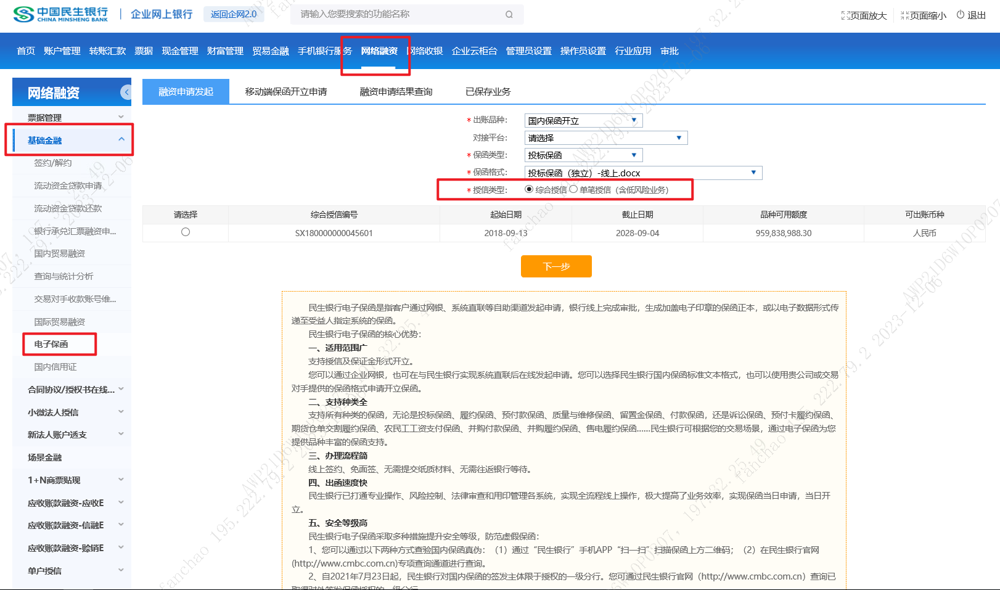 中国民生银行
CHINA MINSHENG BANK
企业网上银行
返回企网2.0
请输入您要搜索的功能名称
页面放大
页面缩小
退出
首页 账户管理 转账汇款 票据 现金管理 财富管理 贸易金融 手机银行服务 网络融资 网络收银 企业云柜台 管理员设置 操作员设置 行业应用 审批
网络融资
票据管理
基础金融
签约/解约
流动资金贷款申请
流动资金贷款还款
银行承兑汇票融资申...
国内贸易融资
查询与统计分析
交易对手收款账号维...
国际贸易融资
电子保函
国内信用证
合同协议/授权书在线...
小微法人授信
新法人账户透支
场景金融
1+N商票贴现
应收账款融资-应收E
应收账款融资-信融E
应收账款融资-赊销E
单户授信
融资申请发起 移动端保函开立申请 融资申请结果查询 已保存业务
* 出账品种： 国内保函开立
对接平台： 请选择
* 保函类型： 投标保函
* 保函格式： 投标保函（独立）-线上.docx
* 授信类型： 综合授信 单笔授信（含低风险业务）
请选择 综合授信编号 起始日期 截止日期 品种可用额度 可出账币种
SX180000000045601 2018-09-13 2028-09-04 959,838,988.30 人民币
下一步
民生银行电子保函是指客户通过网银、系统直联等自助渠道发起申请，银行线上完成审批，生成加盖电子印章的保函正本，或以电子数据形式传
递至受益人指定系统的保函。
民生银行电子保函的核心优势：
一、适用范围广
支持授信及保证金形式开立。
您可以通过企业网银，也可在与民生银行实现系统直联后在线发起申请。您可以选择民生银行国内保函标准文本格式，也可以使用贵公司或交易
对手提供的保函格式申请开立保函。
二、支持种类全
支持所有种类的保函，无论是投标保函、履约保函、预付款保函、质量与维修保函、留置金保函、付款保函，还是诉讼保函、预付卡履约保函、
期货仓单交割履约保函、农民工工资支付保函、并购付款保函、并购履约保函、售电履约保函......民生银行可根据您的交易场景，通过电子保函为您
提供品种丰富的保函支持。
三、办理流程简
线上签约、免面签、无需提交纸质材料、无需往返银行等待。
四、出函速度快
民生银行已打通专业操作、风险控制、法律审查和用印管理各系统，实现全流程线上操作，极大提高了业务效率，实现保函当日申请，当日开
立。
五、安全等级高
民生银行电子保函采取多种措施提升安全等级，防范虚假保函：
1、您可以通过以下两种方式查验国内保函真伪：（1）通过“民生银行”手机APP“扫一扫”扫描保函上方二维码；（2）在民生银行官网
(http://www.cmbc.com.cn)专项查询通道进行查询。
2、自2021年7月23日起，民生银行对国内保函的签发主体限于授权的一级分行。您可通过民生银行官网（http://www.cmbc.com.cn）查询已